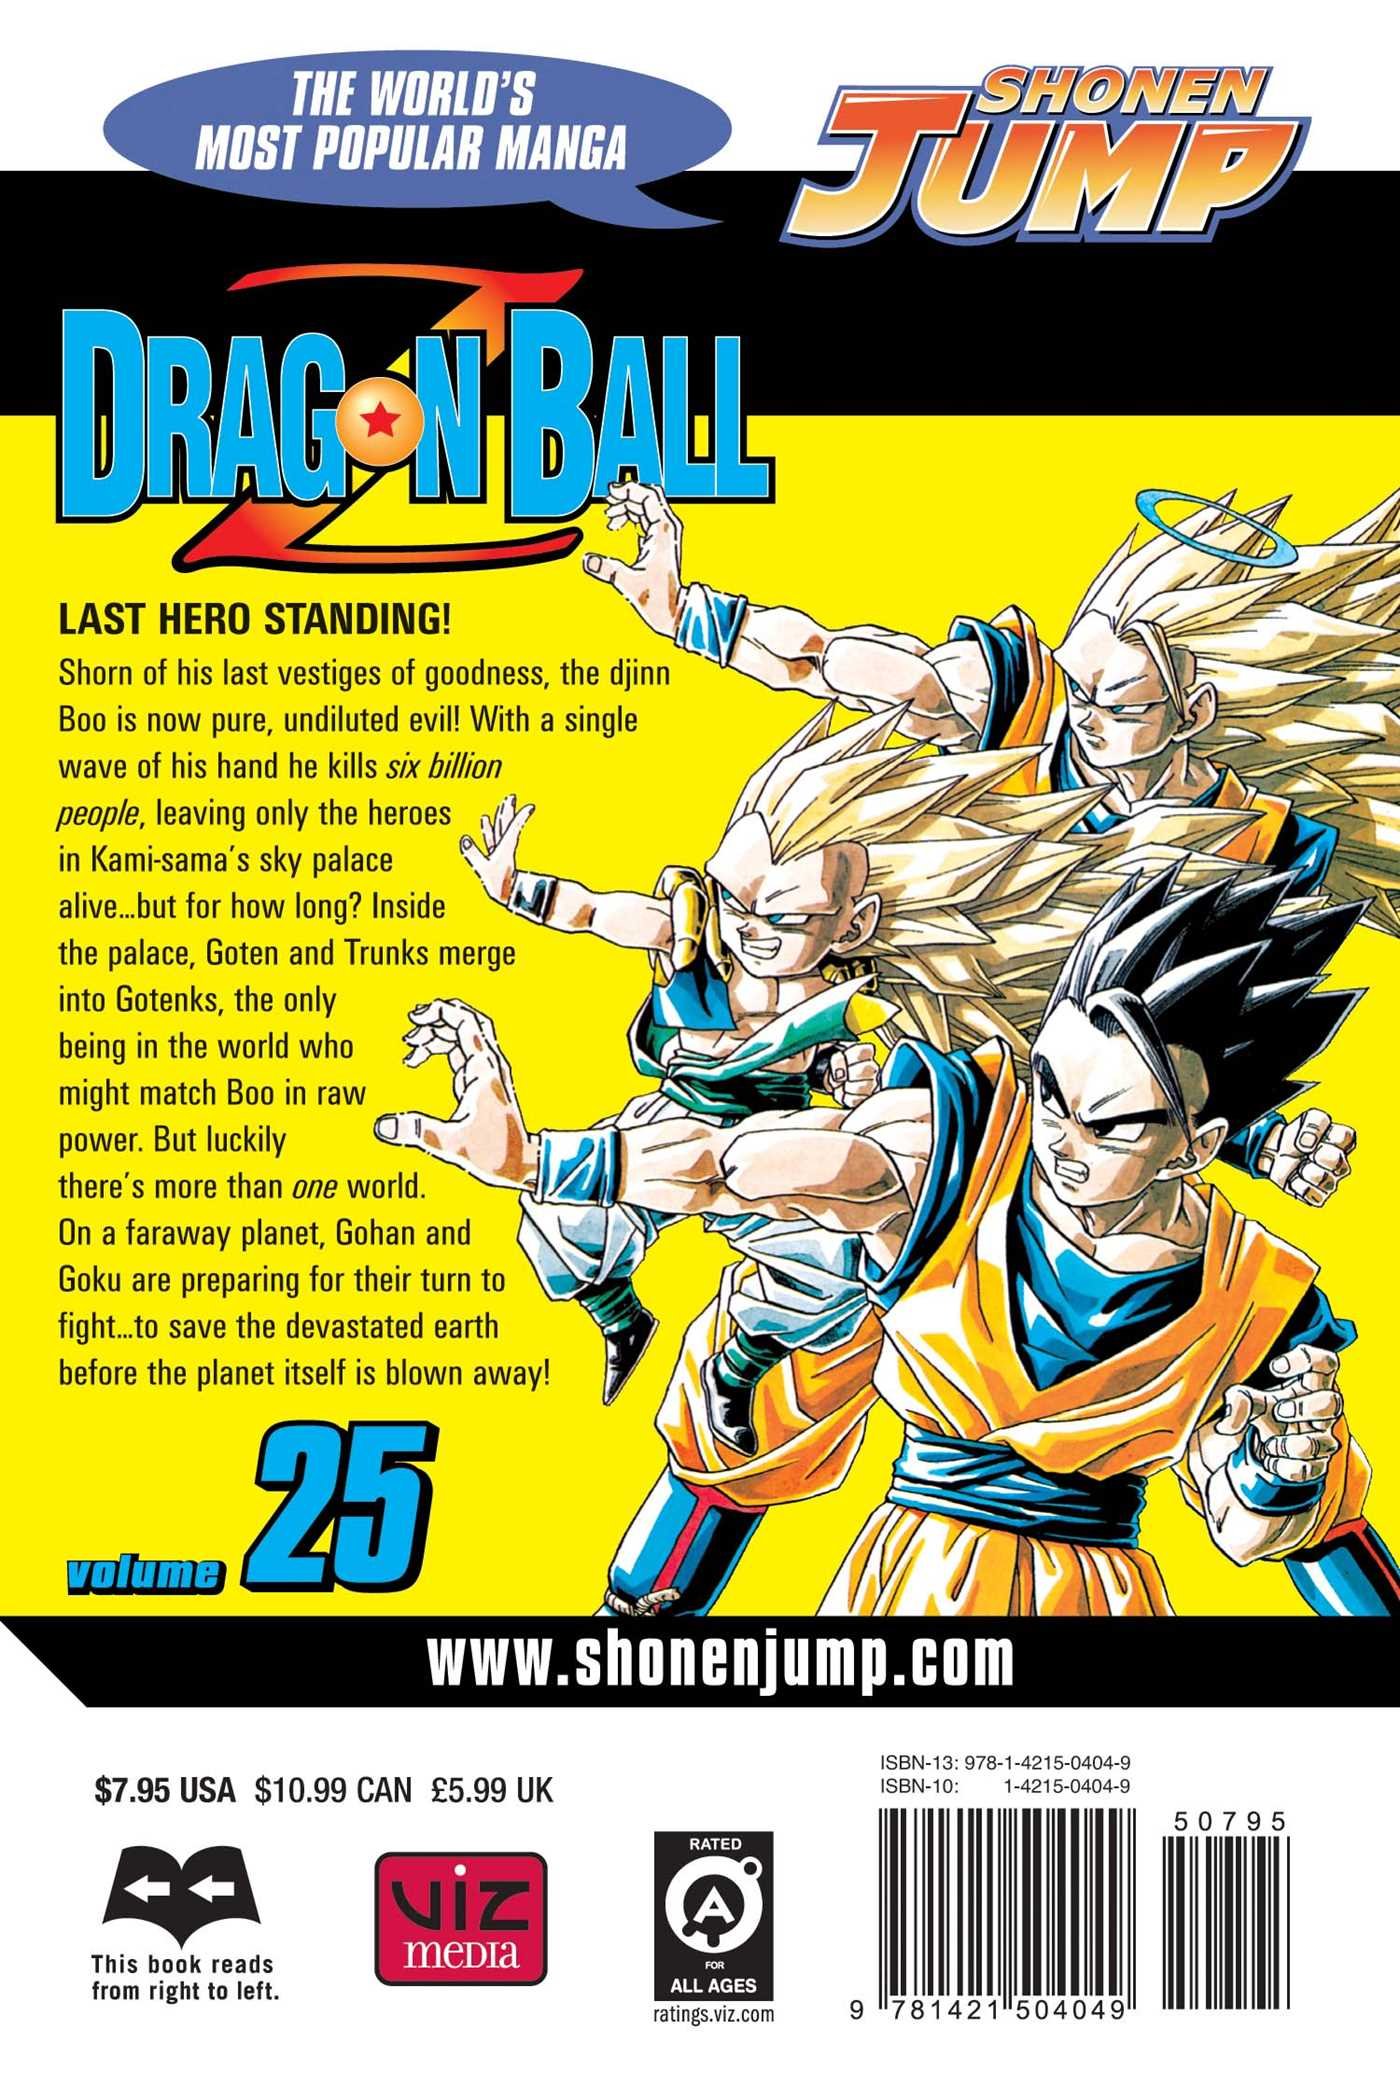 THE WORLD'S
MOST POPULAR MANGA
SHONEN
JUMP
DRAGON BALL Z
LAST HERO STANDING!
Shorn of his last vestiges of goodness, the djinn
Boo is now pure, undiluted evil! With a single
wave of his hand he kills six billion
people, leaving only the heroes
in Kami-sama's sky palace
alive...but for how long? Inside
the palace, Goten and Trunks merge
into Gotenks, the only
being in the world who
might match Boo in raw
power. But luckily
there's more than one world.
On a faraway planet, Gohan and
Goku are preparing for their turn to
fight...to save the devastated earth
before the planet itself is blown away!
volume 25
www.shonenjump.com
$7.95 USA $10.99 CAN £5.99 UK
This book reads
from right to left.
VIZ
MEDIA
RATED
A
FOR
ALL AGES
ratings.viz.com
ISBN-13: 978-1-4215-0404-9
ISBN-10: 1-4215-0404-9
50795
9 781421 504049